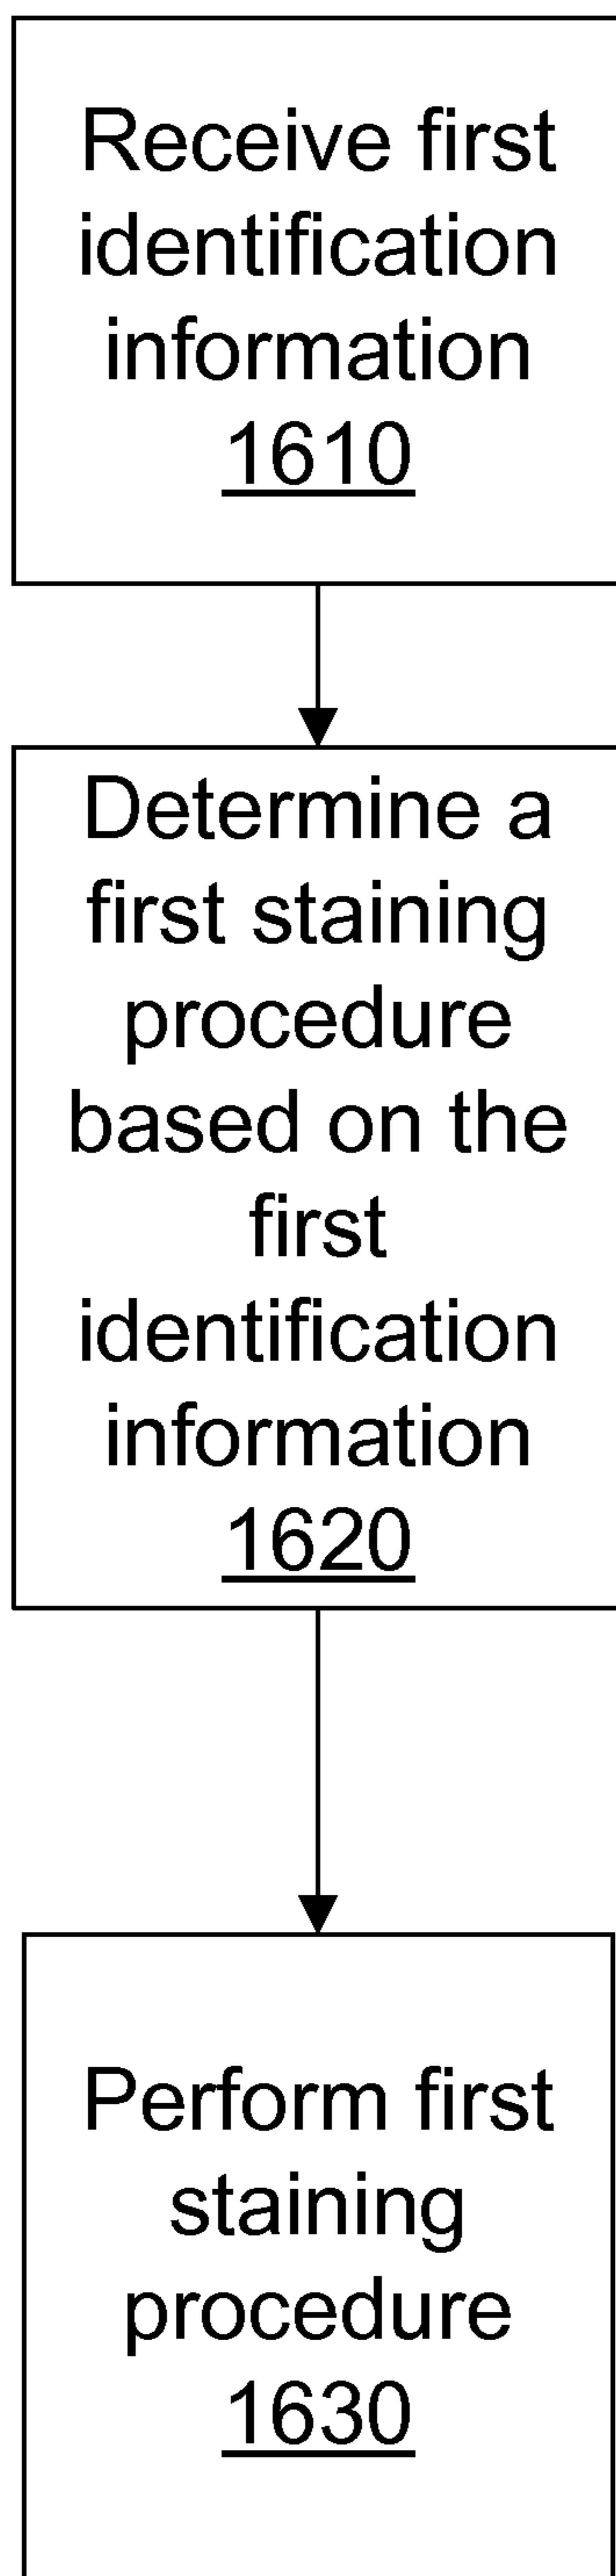 Receive first
identification
information
1610
Determine a
first staining
procedure
based on the
first
identification
information
1620
Perform first
staining
procedure
1630